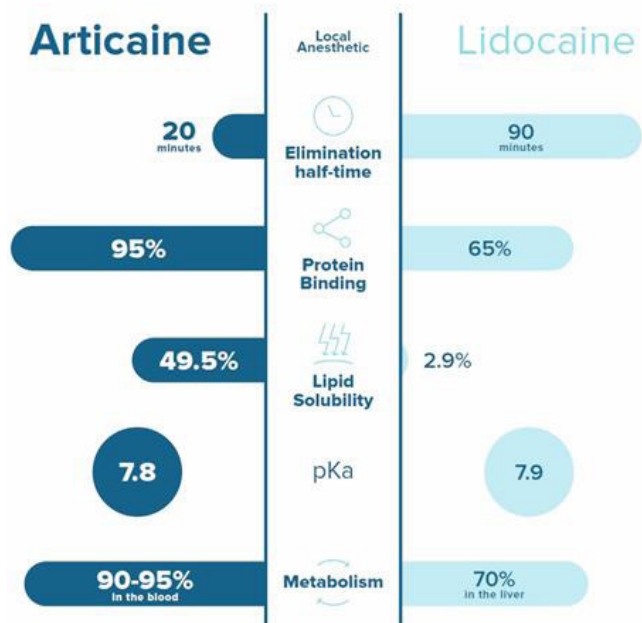 Articaine
Local
Anesthetic
Lidocaine
20
minutes
Elimination
half-time
90
minutes
95%
Protein
Binding
65%
49.5%
Lipid
Solubility
2.9%
7.8
pKa
7.9
90-95%
In the blood
Metabolism
70%
in the liver